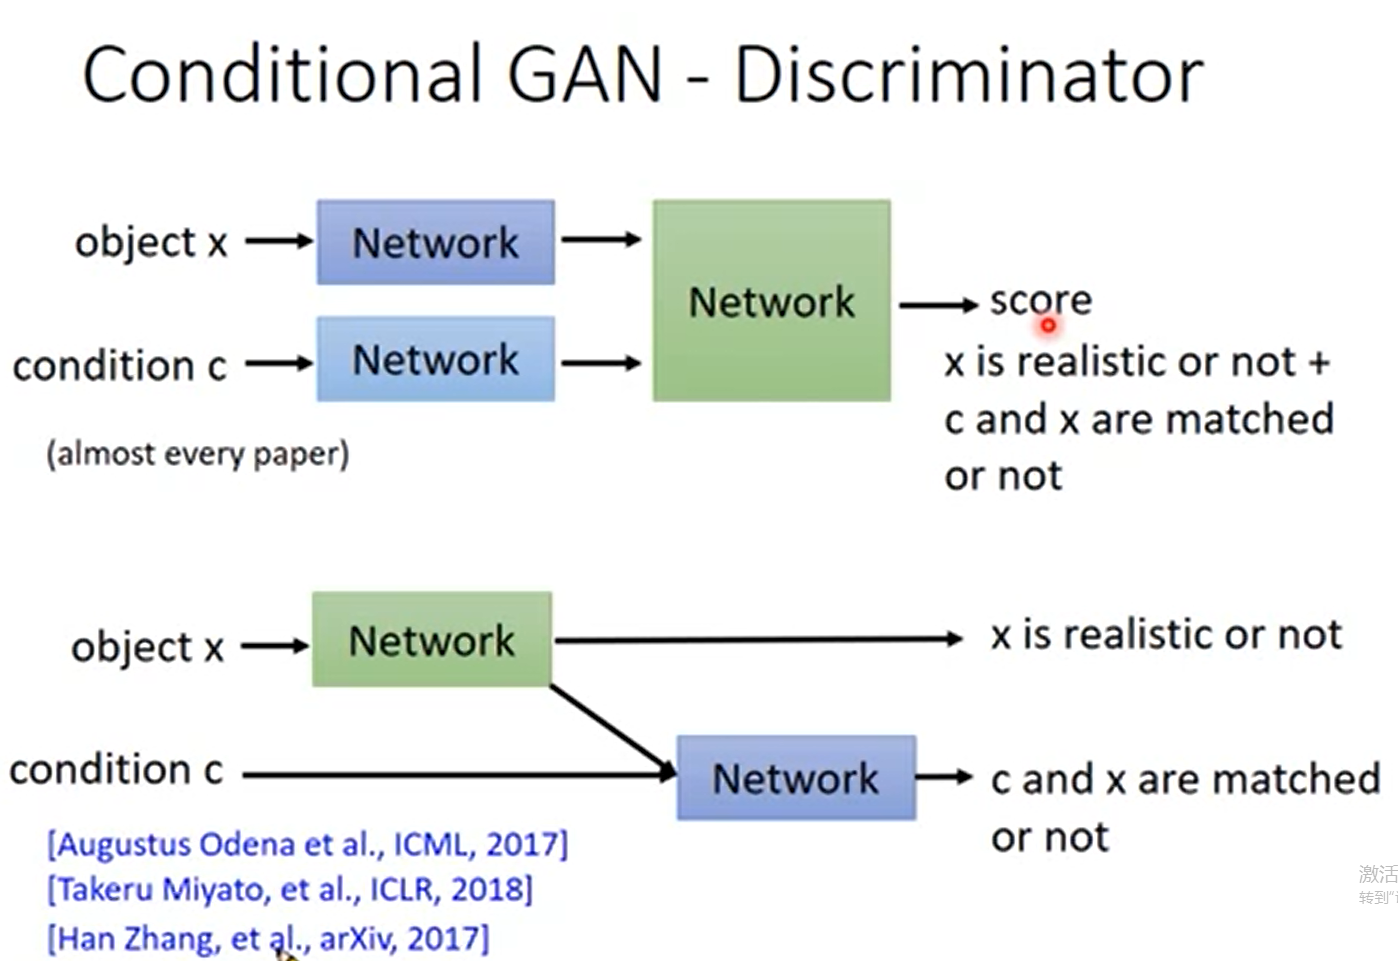 Conditional GAN - Discriminator
object x
Network
Network
score
condition c
Network
x is realistic or not +
c and x are matched
or not
(almost every paper)
object x
Network
x is realistic or not
condition c
Network
c and x are matched
or not
[Augustus Odena et al., ICML, 2017]
[Takeru Miyato, et al., ICLR, 2018]
[Han Zhang, et al., arXiv, 2017]
激活
转到"